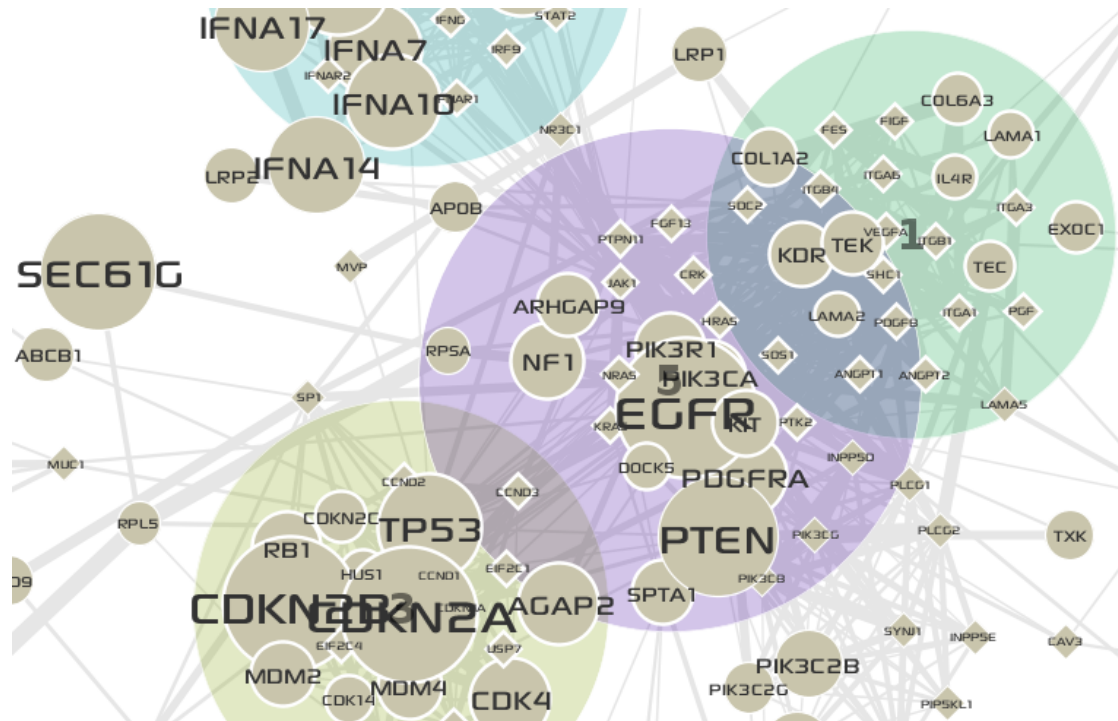 IFNA17
IFNG
STAT2
IFNA7
IRF9
LRP1
IFNAR2
IFNA10
COL6A3
FES
FIGF
LAMA1
NR3C1
COL1A2
LRP2
IFNA14
ITGB4
ITGA6
IL4R
APOB
SDC2
ITGA3
FGF13
VEGFA
1
ITGB1
EXOC1
PTPN11
KDR
TEK
MVP
SEC61G
JAK1
CRK
SHC1
TEC
ARHGAP9
LAMA2
ITGA1
PGF
HRAS
PDGFB
ABCB1
RPSA
NF1
PIK3R1
SOS1
NRAS
5
PIK3CA
ANGPT1
ANGPT2
SP1
EGFR
KIT
PTK2
LAMA5
KRAS
MUC1
DOCK5
INPP5D
PDGFRA
CCND2
CCND3
PLCG1
RPL5
CDKN2C
TP53
PTEN
PIK3CG
PLCG2
TXK
RB1
HUS1
CCND1
EIF2C1
PIK3CB
CDKN2B
3
CDKN2A
AGAP2
SPTA1
EIF2C4
USP7
SYNJ1
INPP5E
CAV3
MDM2
MDM4
CDK14
CDK4
PIK3C2B
PIK3C2G
PIP5KL1